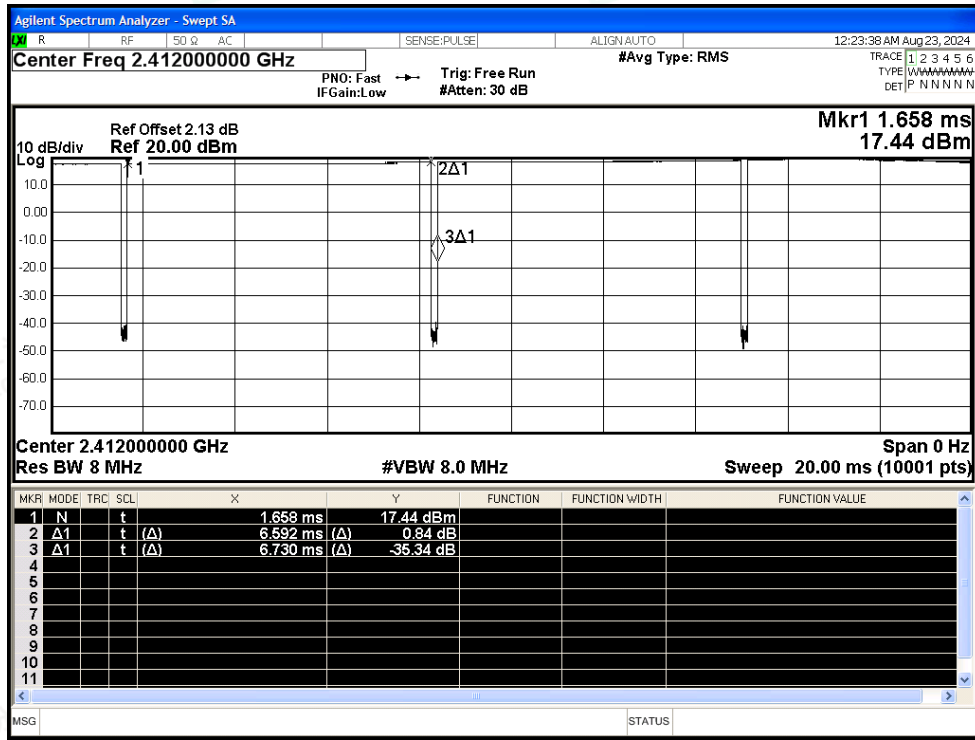 Agilent Spectrum Analyzer - Swept SA
LXI R RF 50 Ω AC SENSE:PULSE ALIGN AUTO 12:23:38 AM Aug 23, 2024
Center Freq 2.412000000 GHz
#Avg Type: RMS
TRACE 1 2 3 4 5 6
PNO: Fast Trig: Free Run
TYPE
IFGain:Low #Atten: 30 dB
DET P N N N N N
Mkr1 1.658 ms
Ref Offset 2.13 dB
10 dB/div Ref 20.00 dBm 17.44 dBm
Log
1
2Δ1
3Δ1
10.0
0.00
-10.0
-20.0
-30.0
-40.0
-50.0
-60.0
-70.0
Center 2.412000000 GHz Span 0 Hz
Res BW 8 MHz #VBW 8.0 MHz Sweep 20.00 ms (10001 pts)
MKR MODE TRC SCL X Y FUNCTION FUNCTION WIDTH FUNCTION VALUE
1 N t 1.658 ms 17.44 dBm
2 Δ1 t (Δ) 6.592 ms (Δ) 0.84 dB
3 Δ1 t (Δ) 6.730 ms (Δ) -35.34 dB
4
5
6
7
8
9
10
11
MSG STATUS